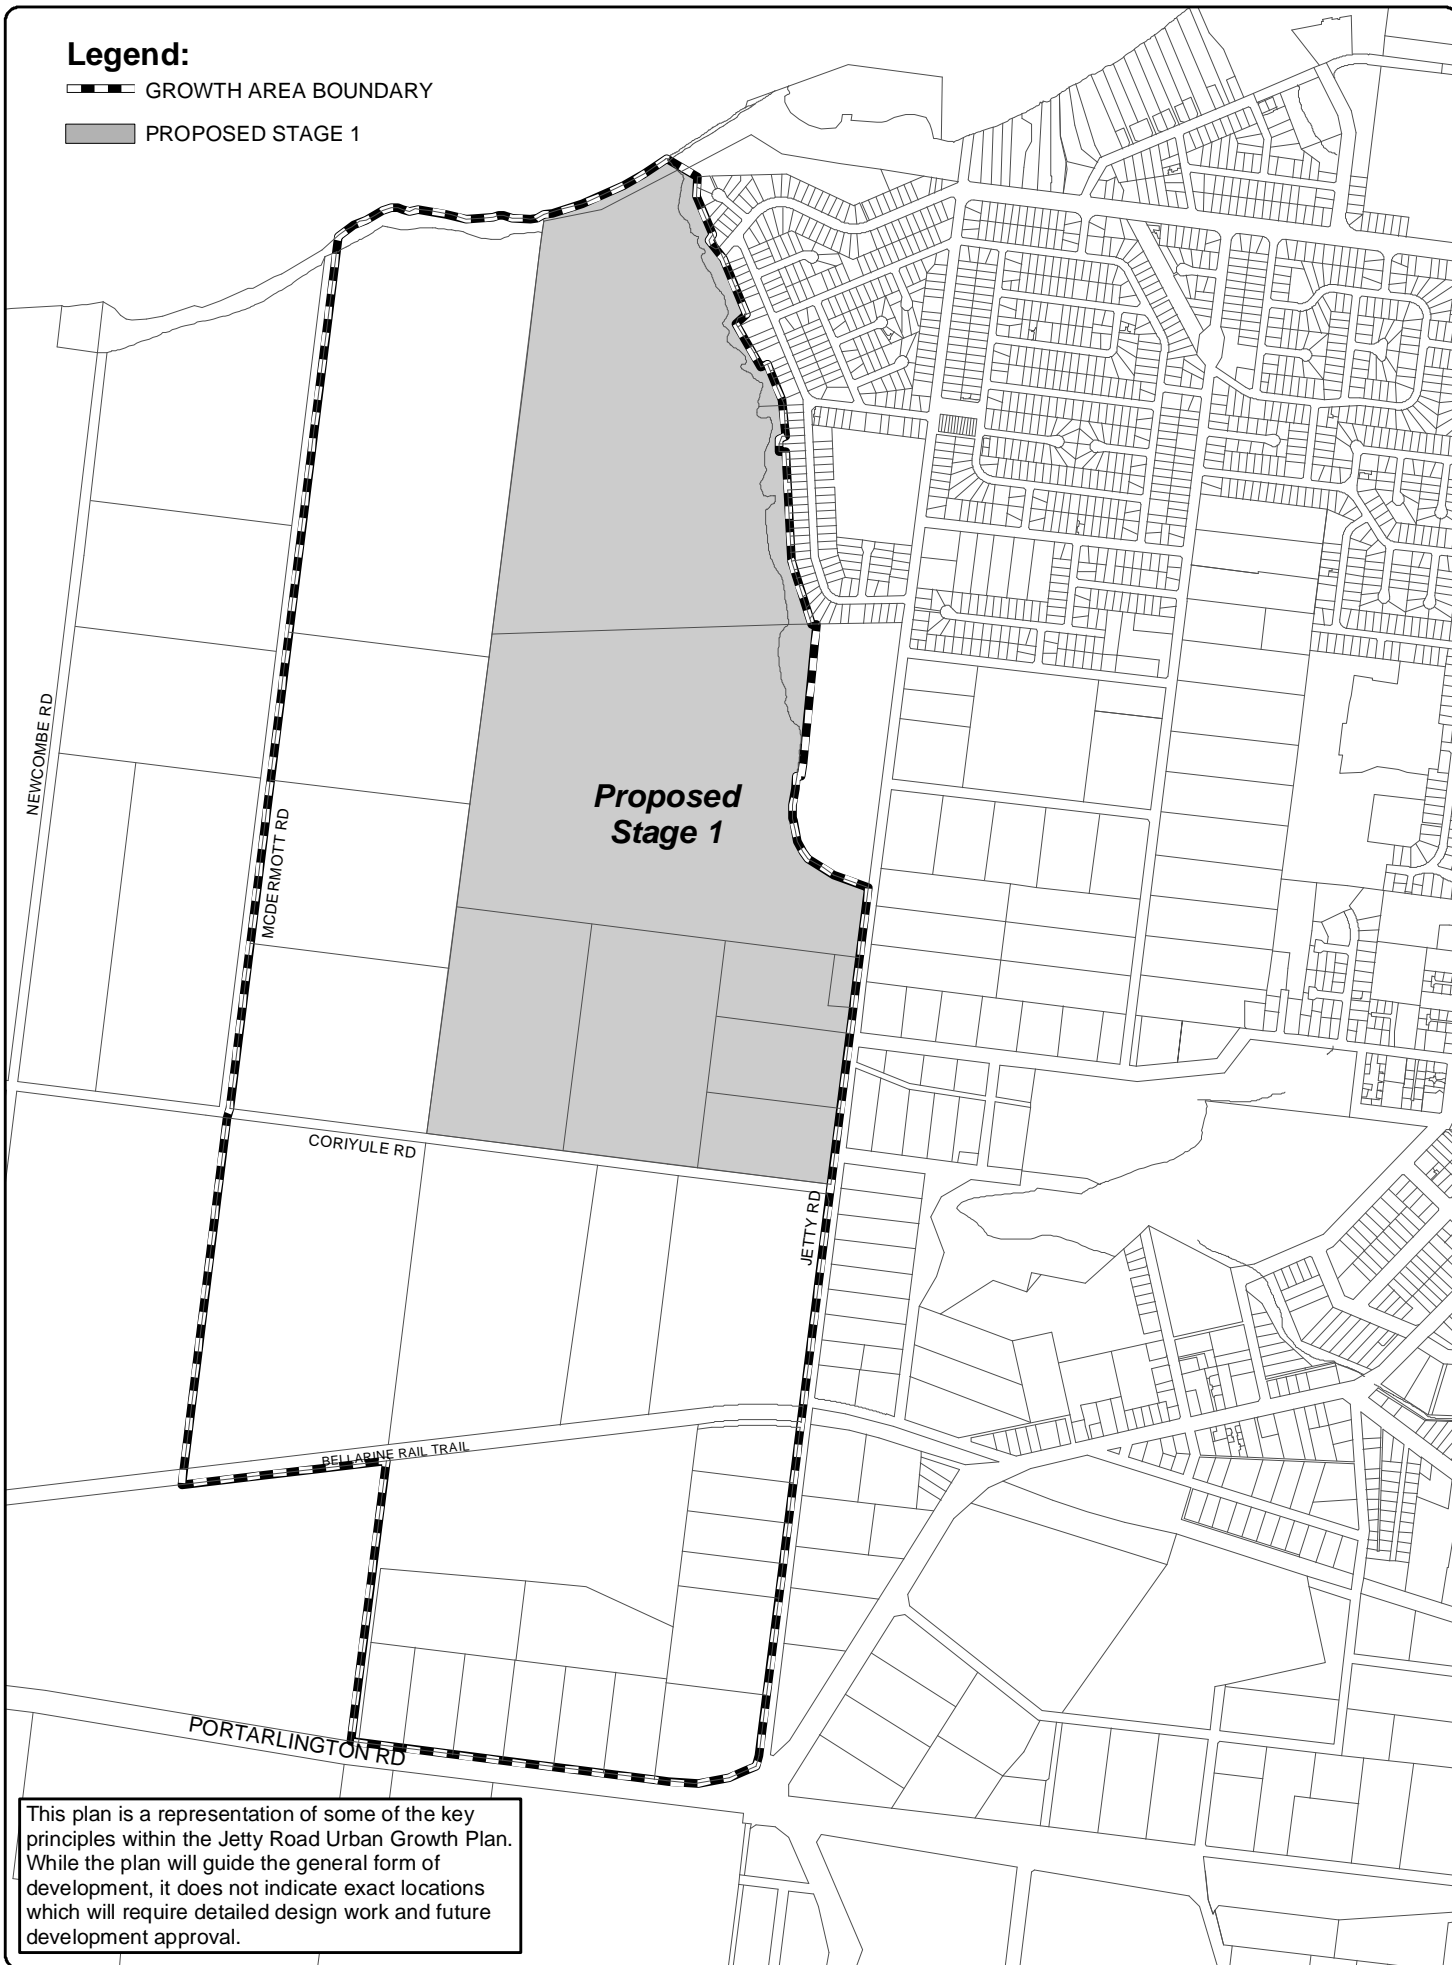 Legend:
GROWTH AREA BOUNDARY
PROPOSED STAGE 1
NEWCOMBE RD
MCDERMOTT RD
Proposed
Stage 1
CORIYULE RD
JETTY RD
BELLARINE RAIL TRAIL
PORTARLINGTON RD
This plan is a representation of some of the key
principles within the Jetty Road Urban Growth Plan.
While the plan will guide the general form of
development, it does not indicate exact locations
which will require detailed design work and future
development approval.